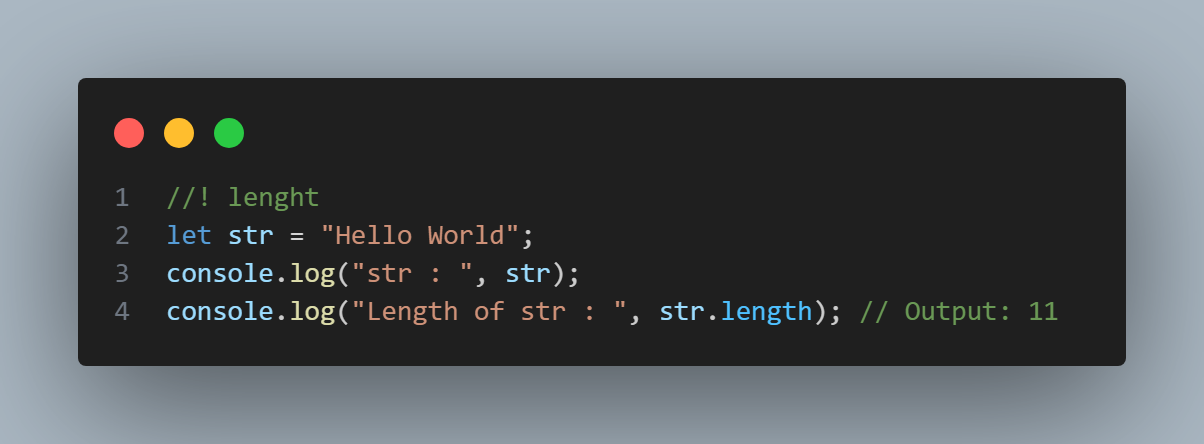 1 //! lenght
2 let str = "Hello World";
3 console.log("str : ", str);
4 console.log("Length of str : ", str.length); // Output: 11